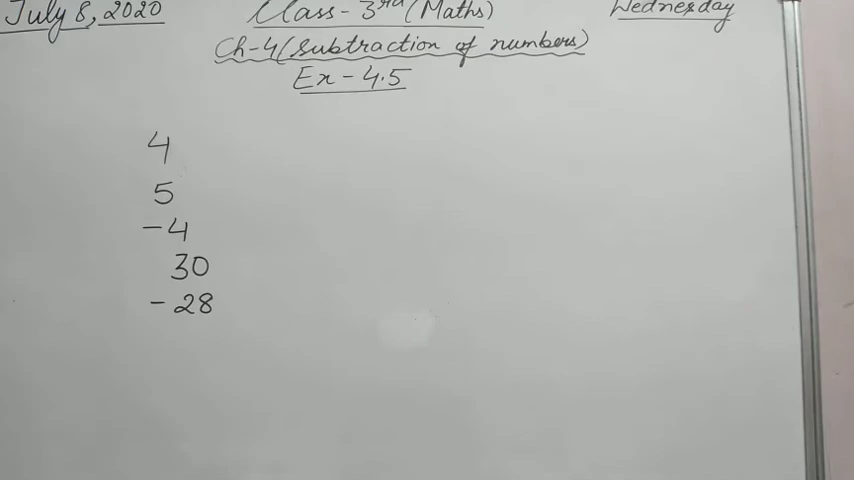 July 8, 2020 Class-3rd (Maths) Wednesday
Ch-4 (Subtraction of numbers)
Ex-4.5
4
5
-4
30
-28